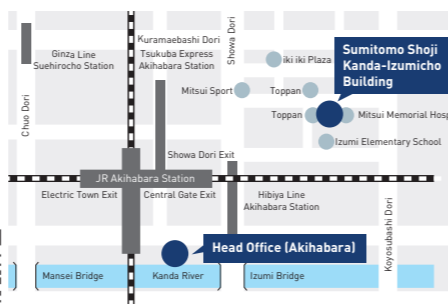 Kuramaebashi Dori
Ginza Line
Suehirocho Station
Tsukuba Express
Akihabara Station
Showa Dori
iki iki Plaza
Sumitomo Shoji
Kanda-Izumicho
Building
Chuo Dori
Mitsui Sport
Toppan
Toppan
Mitsui Memorial Hosp
Izumi Elementary School
Showa Dori Exit
JR Akihabara Station
Electric Town Exit
Central Gate Exit
Hibiya Line
Akihabara Station
Kiyosubashi Dori
Head Office (Akihabara)
Mansei Bridge
Kanda River
Izumi Bridge